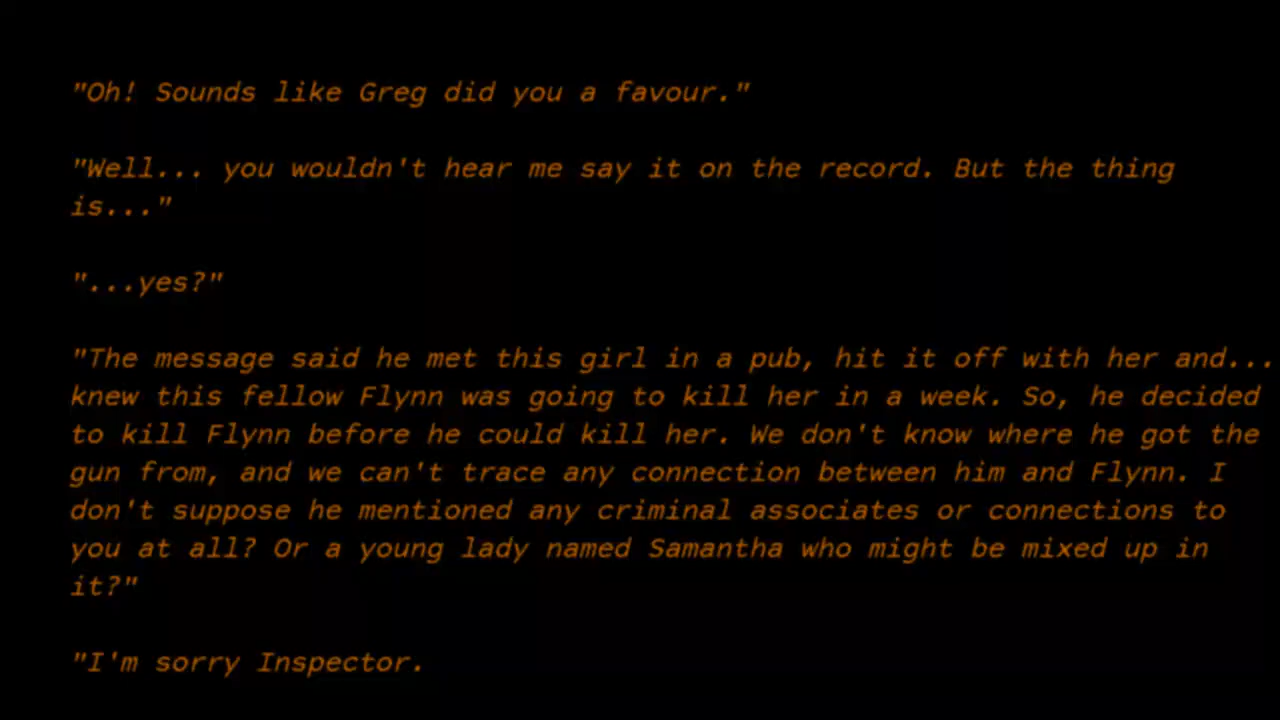 "Oh! Sounds like Greg did you a favour."
"Well... you wouldn't hear me say it on the record. But the thing
is..."
"...yes?"
"The message said he met this girl in a pub, hit it off with her and...
knew this fellow Flynn was going to kill her in a week. So, he decided
to kill Flynn before he could kill her. We don't know where he got the
gun from, and we can't trace any connection between him and Flynn. I
don't suppose he mentioned any criminal associates or connections to
you at all? Or a young lady named Samantha who might be mixed up in
it?"
"I'm sorry Inspector.